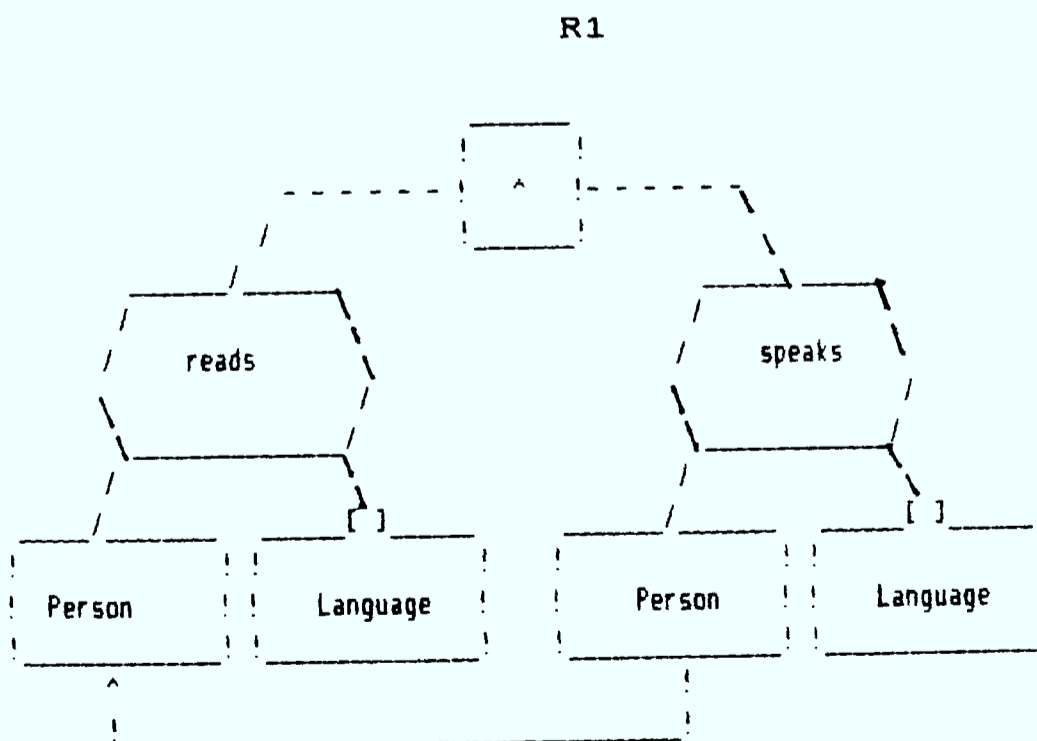 R1
^
reads speaks
[ ] [ ]
Person Language Person Language
^